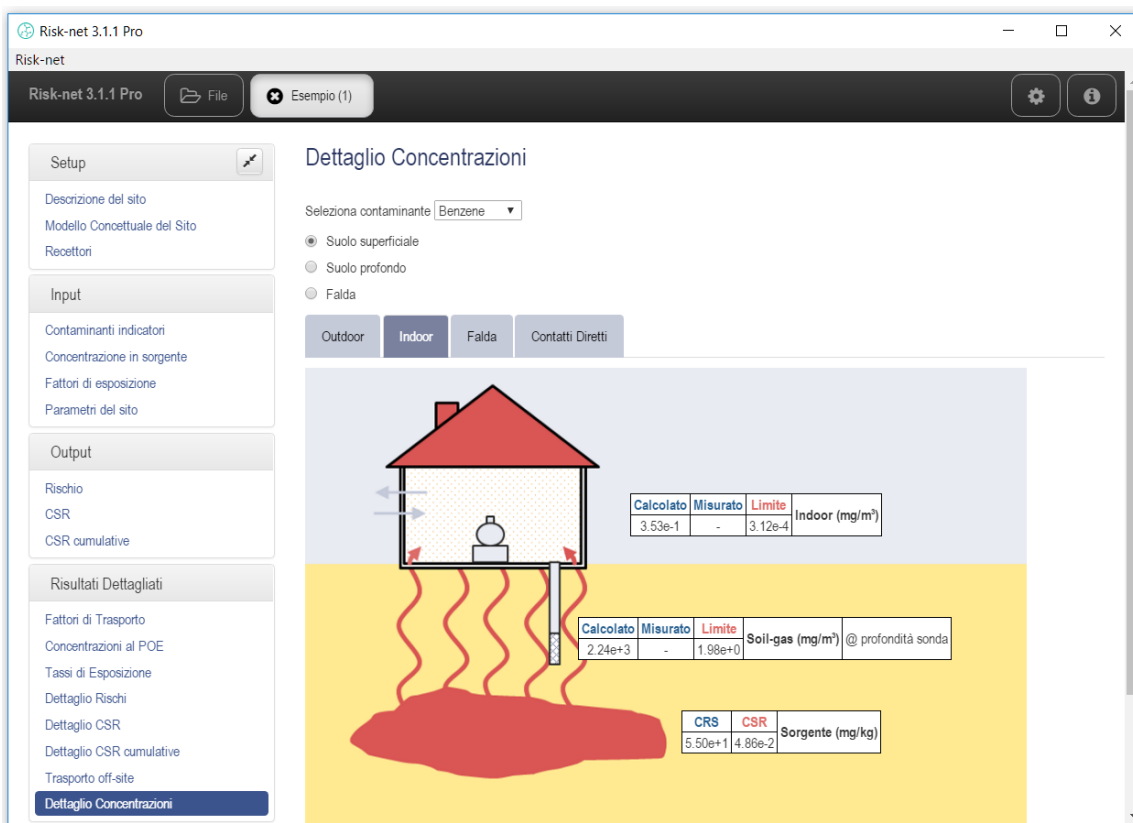 Risk-net 3.1.1 Pro
Risk-net
Risk-net 3.1.1 Pro File Esempio (1)
Setup
Descrizione del sito
Modello Concettuale del Sito
Recettori
Input
Contaminanti indicatori
Concentrazione in sorgente
Fattori di esposizione
Parametri del sito
Output
Rischio
CSR
CSR cumulative
Risultati Dettagliati
Fattori di Trasporto
Concentrazioni al POE
Tassi di Esposizione
Dettaglio Rischi
Dettaglio CSR
Dettaglio CSR cumulative
Trasporto off-site
Dettaglio Concentrazioni
Dettaglio Concentrazioni
Seleziona contaminante Benzene
Suolo superficiale
Suolo profondo
Falda
Outdoor Indoor Falda Contatti Diretti
Calcolato Misurato Limite Indoor (mg/m³)
3.53e-1 - 3.12e-4
Calcolato Misurato Limite Soil-gas (mg/m³) @ profondità sonda
2.24e+3 - 1.98e+0
CRS CSR Sorgente (mg/kg)
5.50e+1 4.86e-2